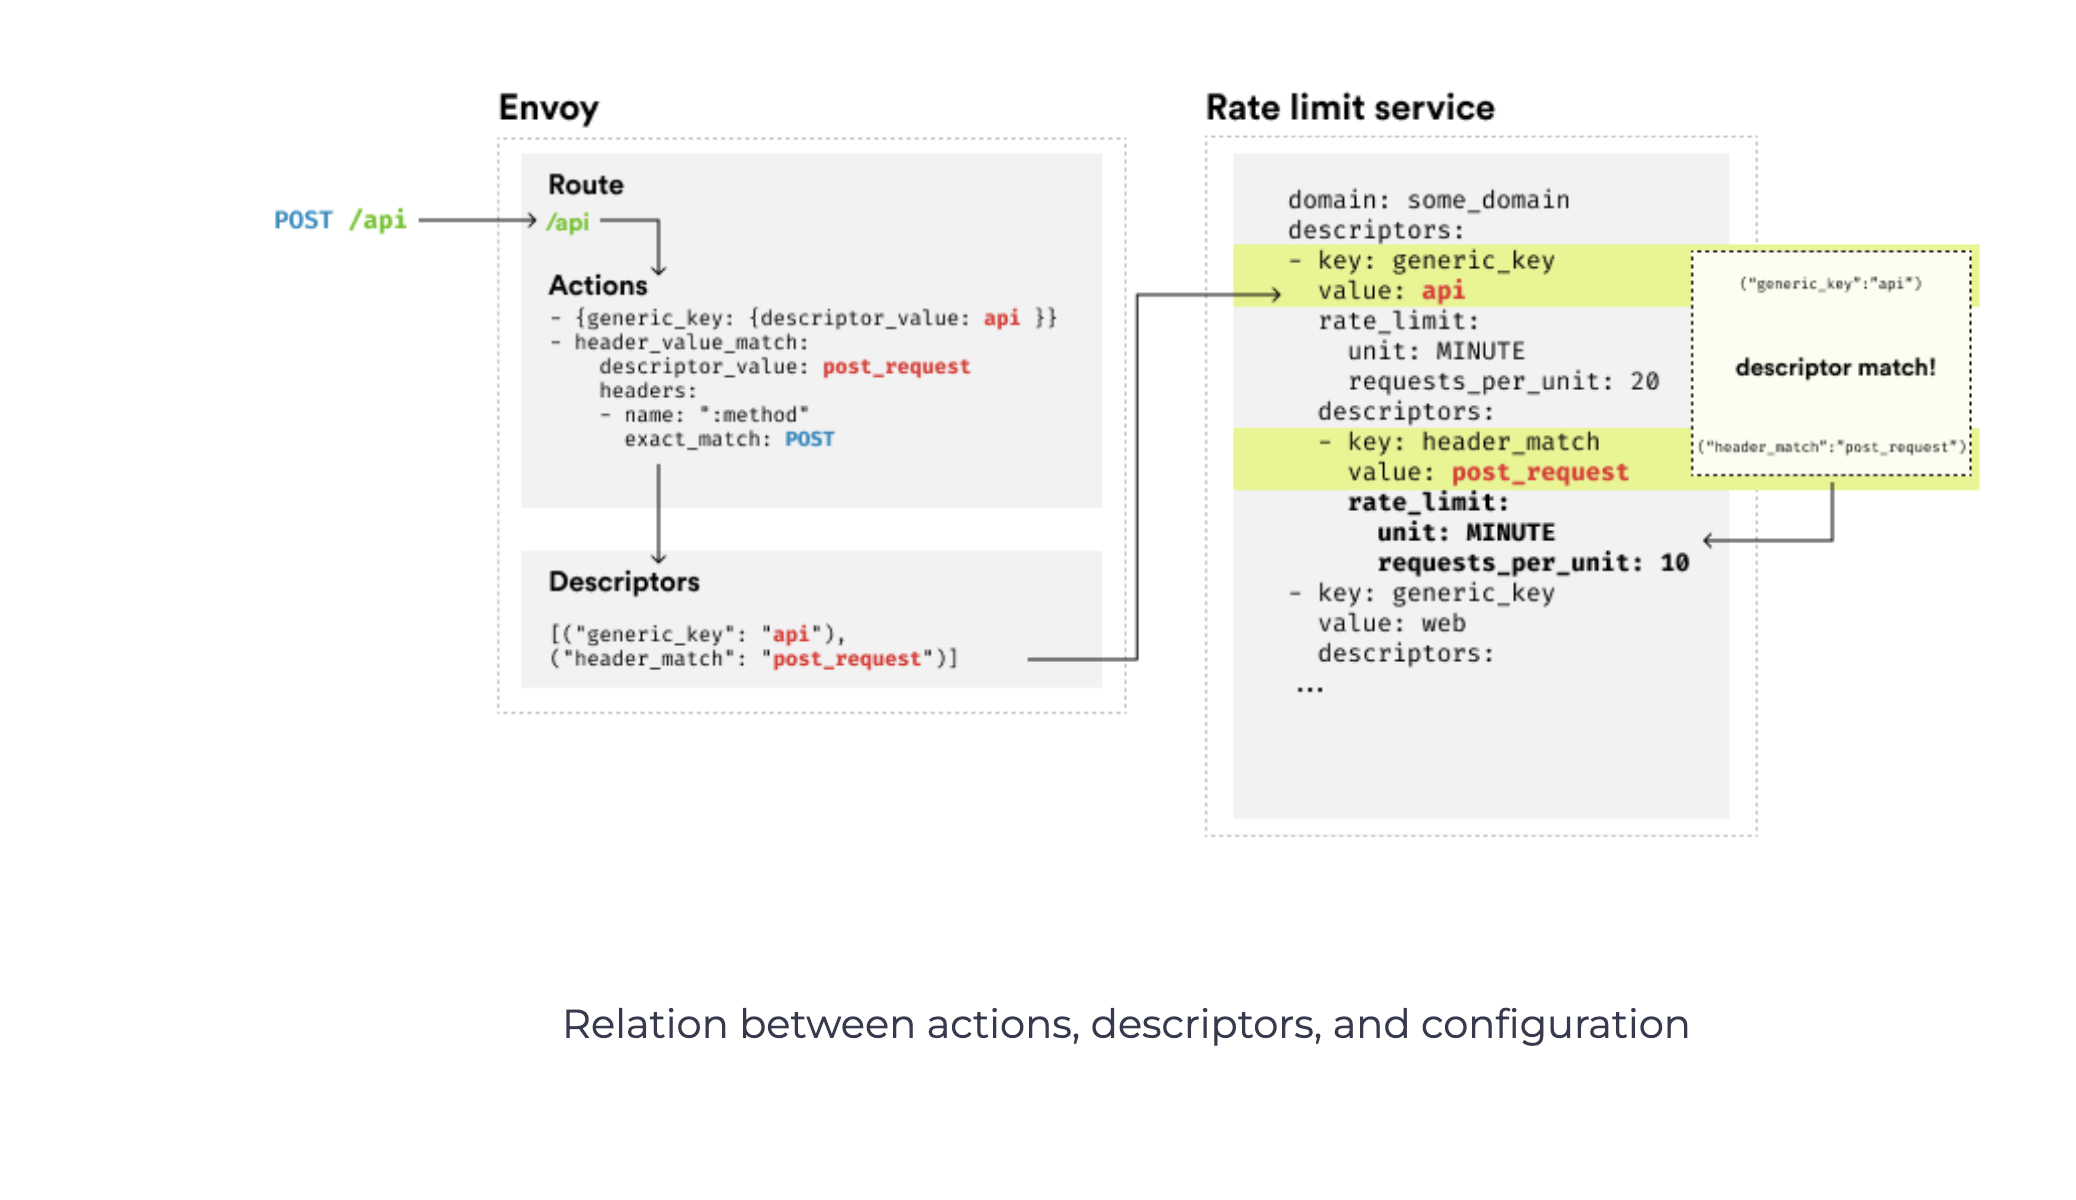 Envoy
Route
POST /api
/api
Actions
- {generic_key: {descriptor_value: api }}
- header_value_match:
descriptor_value: post_request
headers:
- name: ":method"
exact_match: POST
Descriptors
[("generic_key": "api"),
("header_match": "post_request")]
Rate limit service
domain: some_domain
descriptors:
- key: generic_key
value: api
rate_limit:
unit: MINUTE
requests_per_unit: 20
descriptors:
- key: header_match
value: post_request
rate_limit:
unit: MINUTE
requests_per_unit: 10
- key: generic_key
value: web
descriptors:
...
("generic_key":"api")
descriptor match!
("header_match":"post_request")
Relation between actions, descriptors, and configuration